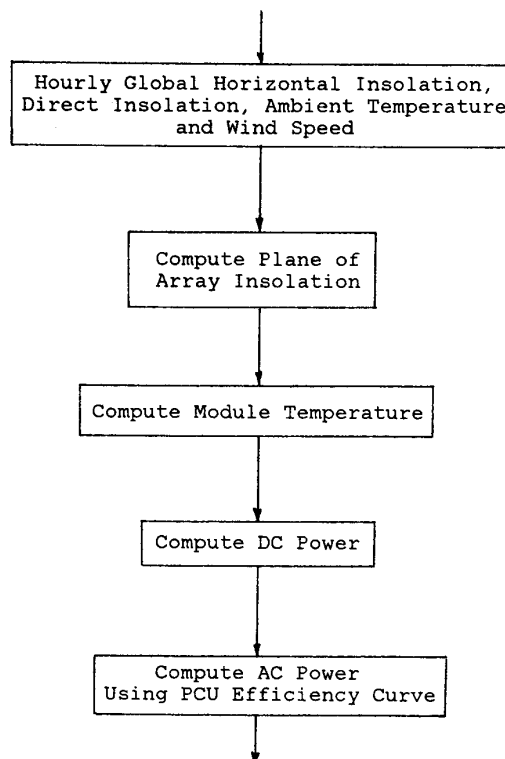 Hourly Global Horizontal Insolation,
Direct Insolation, Ambient Temperature
and Wind Speed
Compute Plane of
Array Insolation
Compute Module Temperature
Compute DC Power
Compute AC Power
Using PCU Efficiency Curve